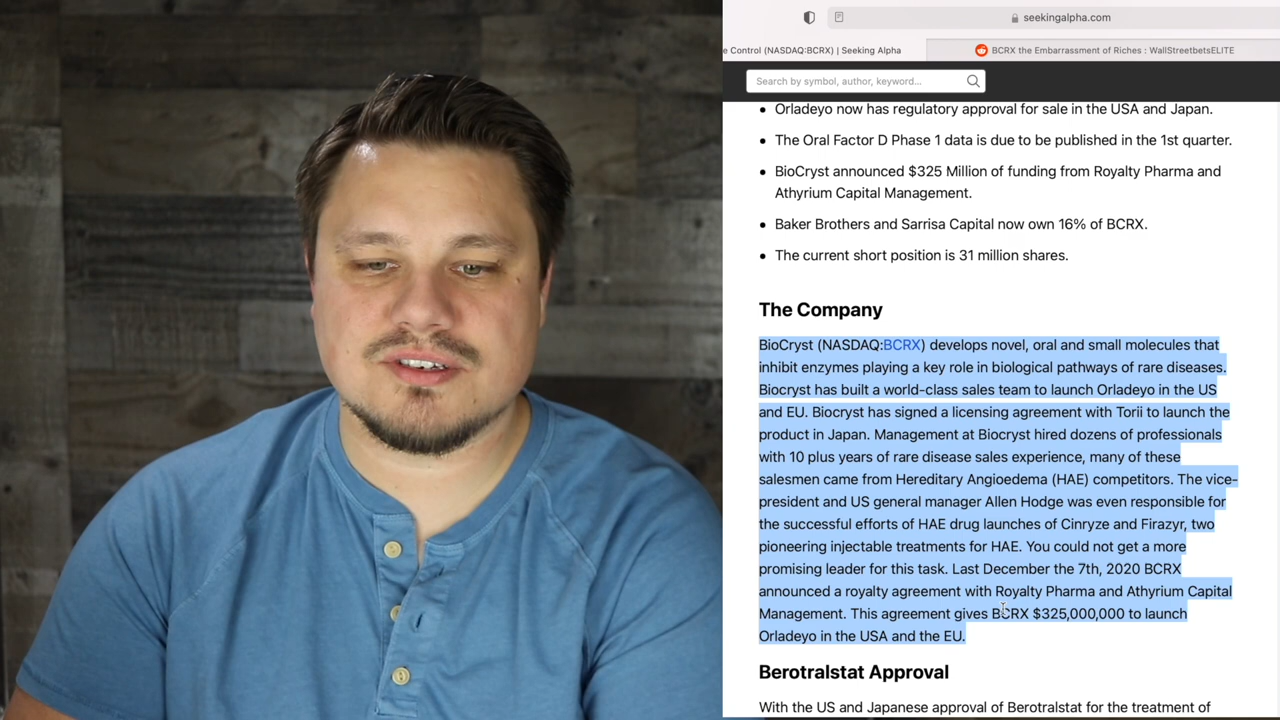 seekingalpha.com
e Control (NASDAQ:BCRX) | Seeking Alpha
BCRX the Embarrassment of Riches : WallStreetbetsELITE
Search by symbol, author, keyword...
Orladeyo now has regulatory approval for sale in the USA and Japan.
The Oral Factor D Phase 1 data is due to be published in the 1st quarter.
BioCryst announced $325 Million of funding from Royalty Pharma and
Athyrium Capital Management.
Baker Brothers and Sarrisa Capital now own 16% of BCRX.
The current short position is 31 million shares.
The Company
BioCryst (NASDAQ:BCRX) develops novel, oral and small molecules that
inhibit enzymes playing a key role in biological pathways of rare diseases.
Biocryst has built a world-class sales team to launch Orladeyo in the US
and EU. Biocryst has signed a licensing agreement with Torii to launch the
product in Japan. Management at Biocryst hired dozens of professionals
with 10 plus years of rare disease sales experience, many of these
salesmen came from Hereditary Angioedema (HAE) competitors. The vice-
president and US general manager Allen Hodge was even responsible for
the successful efforts of HAE drug launches of Cinryze and Firazyr, two
pioneering injectable treatments for HAE. You could not get a more
promising leader for this task. Last December the 7th, 2020 BCRX
announced a royalty agreement with Royalty Pharma and Athyrium Capital
Management. This agreement gives BCRX $325,000,000 to launch
Orladeyo in the USA and the EU.
Berotralstat Approval
With the US and Japanese approval of Berotralstat for the treatment of